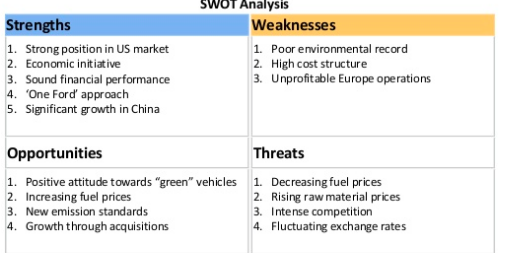 SWOT Analysis
Strengths
1. Strong position in US market
2. Economic initiative
3. Sound financial performance
4. ‘One Ford’ approach
5. Significant growth in China
Weaknesses
1. Poor environmental record
2. High cost structure
3. Unprofitable Europe operations
Opportunities
1. Positive attitude towards “green” vehicles
2. Increasing fuel prices
3. New emission standards
4. Growth through acquisitions
Threats
1. Decreasing fuel prices
2. Rising raw material prices
3. Intense competition
4. Fluctuating exchange rates